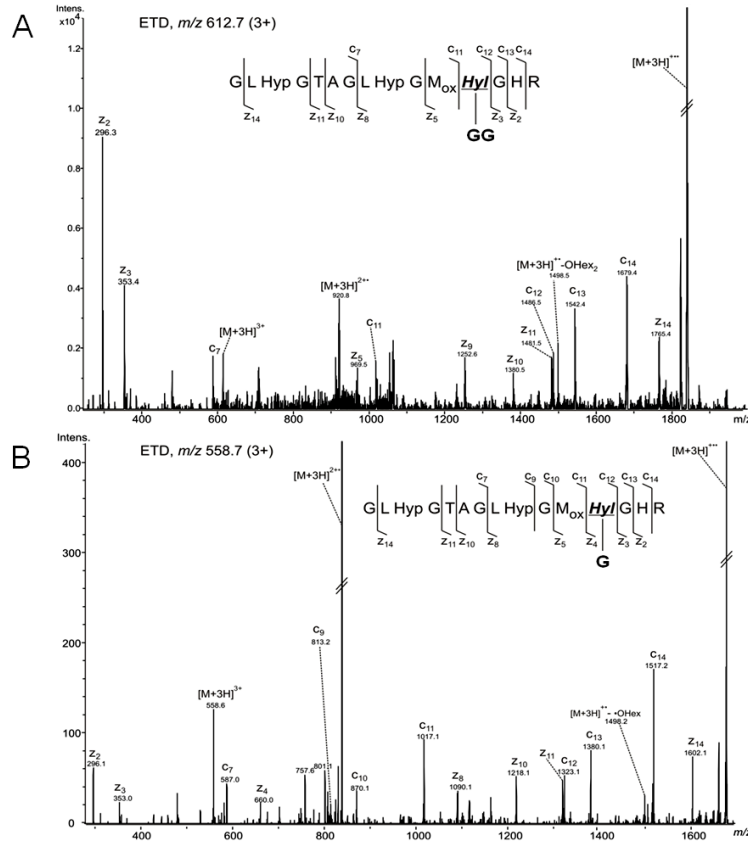 A
Intens.
x10⁴
ETD, m/z 612.7 (3+)
1.2
1.0
0.8
0.6
0.4
0.2
0.0
c₇ c₁₁ c₁₂ c₁₃ c₁₄
G L Hyp G T A G L Hyp G Mox Hyl G H R
z₁₄ z₁₁ z₁₀ z₈ z₅ z₃ z₂
GG
[M+3H]⁺•••
z₂
296.3
z₃
353.4
c₇
[M+3H]³⁺
[M+3H]²⁺•
920.8
z₅
969.5
c₁₁
z₉
1252.6
z₁₀
1380.5
z₁₁
1481.5
c₁₂
1486.5
[M+3H]⁺•-OHex₂
1498.5
c₁₃
1542.4
c₁₄
1679.4
z₁₄
1765.4
400 600 800 1000 1200 1400 1600 m/z
B
Intens.
ETD, m/z 558.7 (3+)
400
300
200
100
0
[M+3H]²⁺•
[M+3H]⁺•••
c₇ c₉ c₁₀ c₁₁ c₁₂ c₁₃ c₁₄
G L Hyp G T A G L Hyp G Mox Hyl G H R
z₁₄ z₁₁ z₁₀ z₈ z₅ z₄ z₃ z₂
G
z₂
296.1
z₃
353.0
[M+3H]³⁺
558.6
c₇
587.0
z₄
660.0
757.6
801.1
c₉
813.2
c₁₀
870.1
c₁₁
1017.1
z₈
1090.1
z₁₀
1218.1
z₁₁
c₁₂
1323.1
c₁₃
1380.1
[M+3H]⁺•-•OHex
1498.2
c₁₄
1517.2
z₁₄
1602.1
400 600 800 1000 1200 1400 1600 m/z